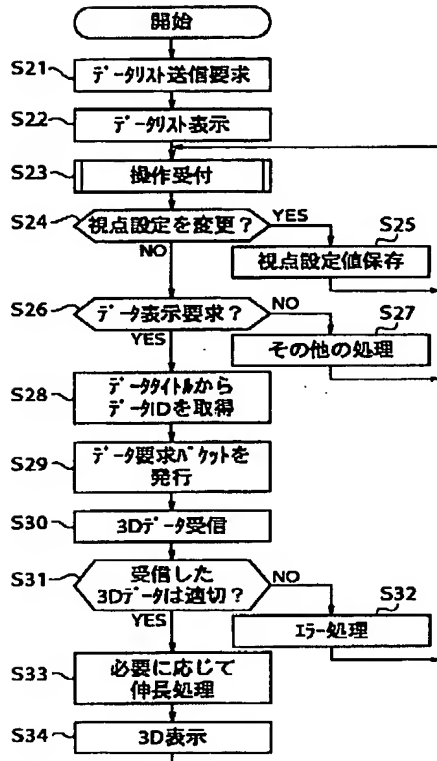 開始
S21
データリスト送信要求
S22
データリスト表示
S23
操作受付
S24
視点設定を変更？
YES
NO
S25
視点設定値保存
S26
データ表示要求？
NO
YES
S27
その他の処理
S28
データタイトルから
データIDを取得
S29
データ要求パケットを
発行
S30
3Dデータ受信
S31
受信した
3Dデータは適切？
NO
YES
S32
エラー処理
S33
必要に応じて
伸長処理
S34
3D表示